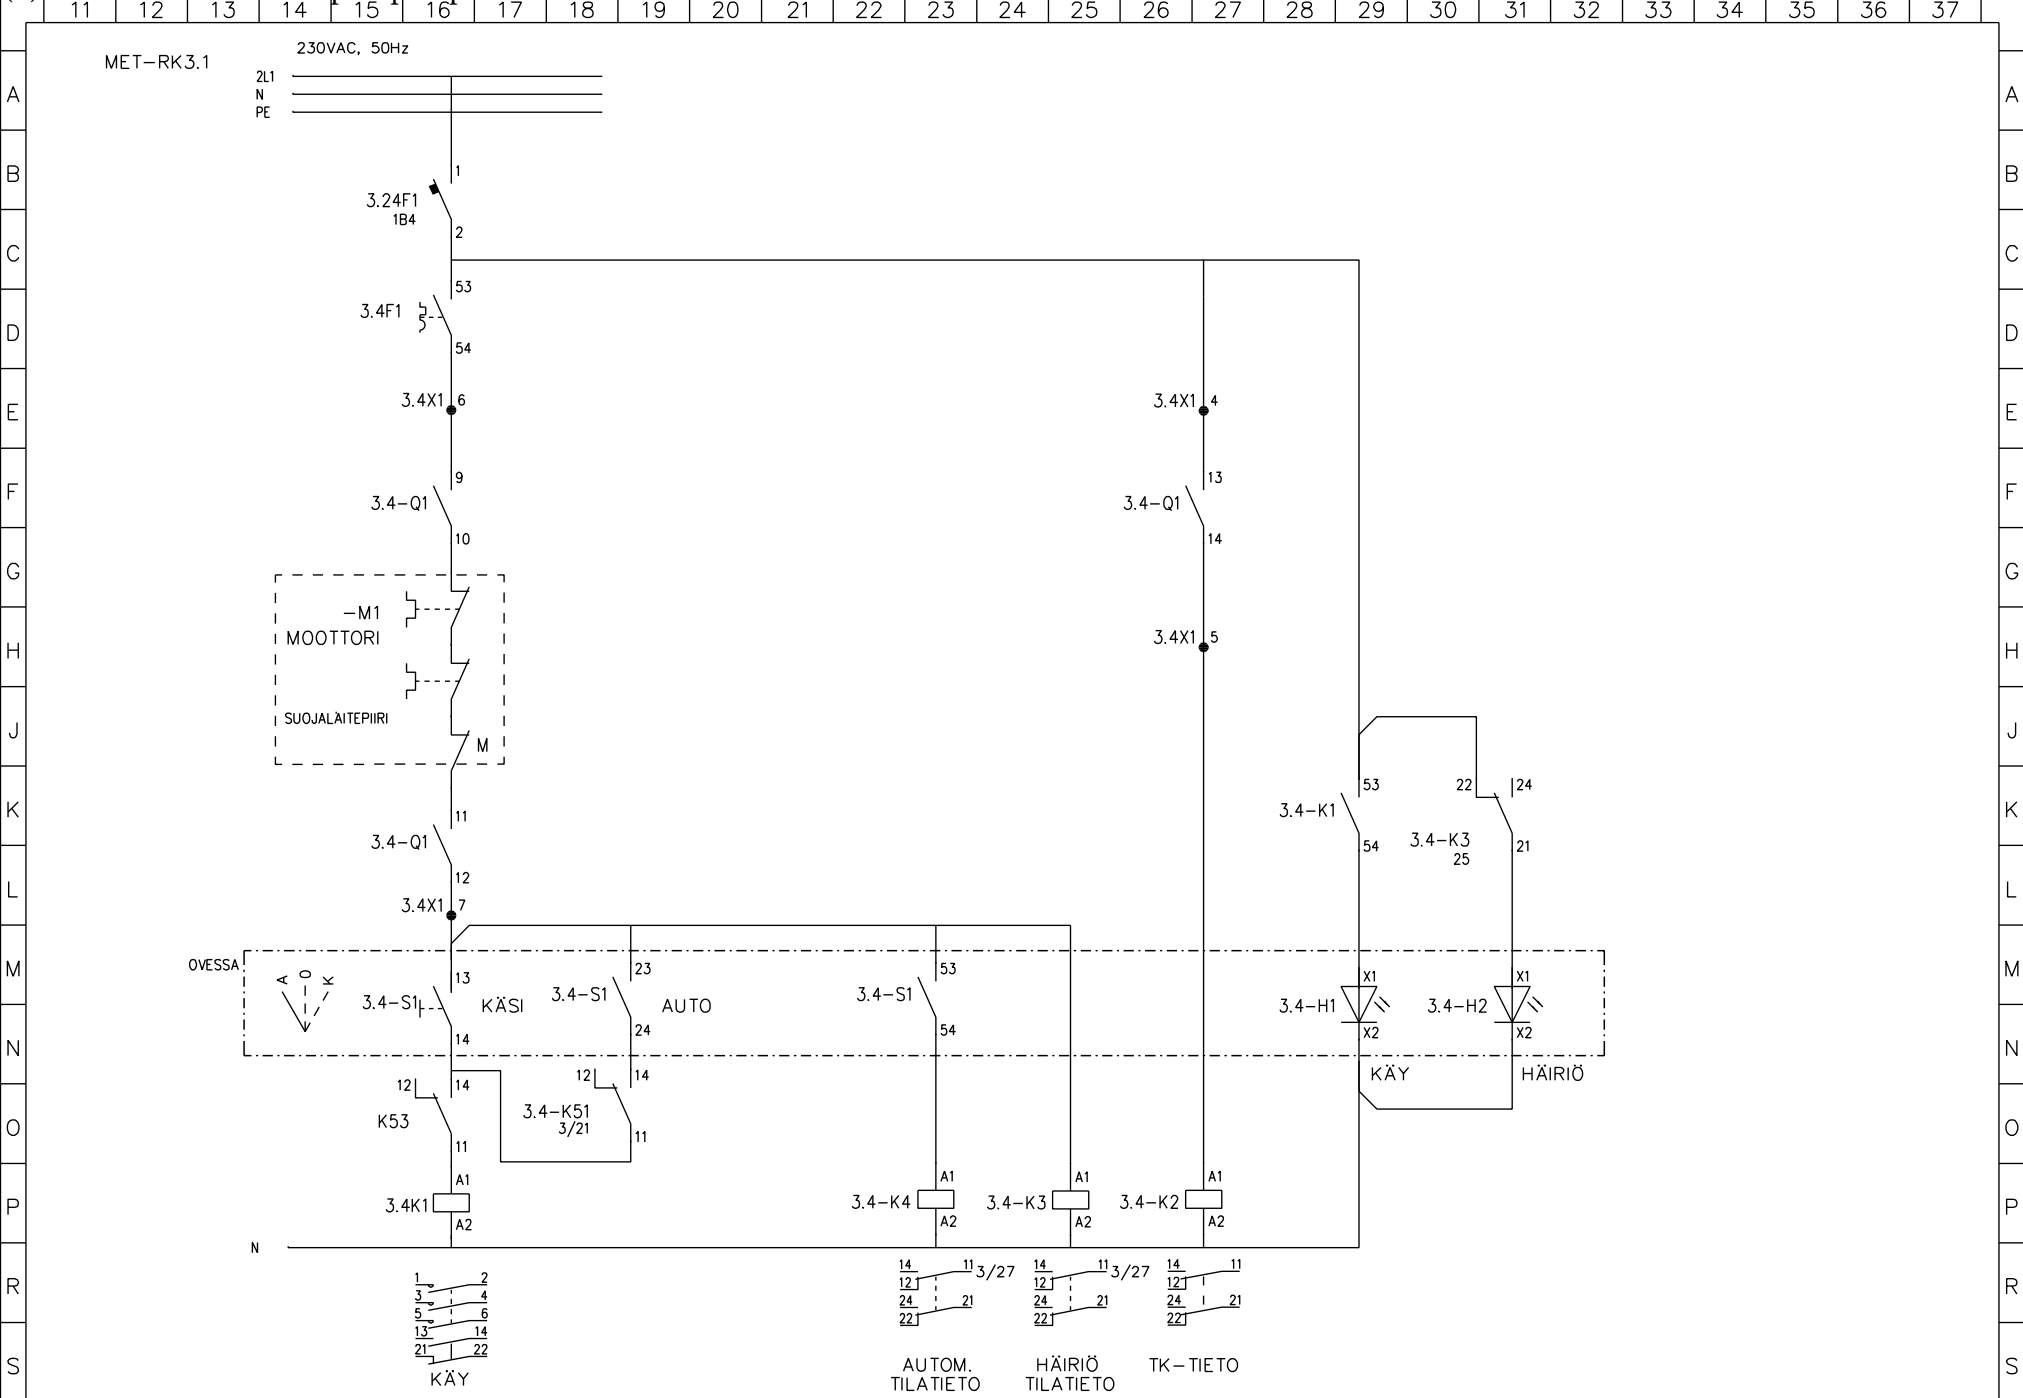 11 12 13 14 15 16 17 18 19 20 21 22 23 24 25 26 27 28 29 30 31 32 33 34 35 36 37
230VAC, 50Hz
MET-RK3.1
2L1
N
PE
A A
B B
1
3.24F1
1B4
2
C C
53
3.4F1
D D
54
3.4X1 6 3.4X1 4
E E
9 13
F F
3.4-Q1 3.4-Q1
10 14
G G
-M1
MOOTTORI
3.4X1 5
H H
SUOJALAITEPIIRI
J J
M
53 22 24
K 3.4-K1 K
11
3.4-Q1 54 3.4-K3 21
25
12
L L
3.4X1 7
OVESSA
M M
A 0 K
13 23 53 X1 X1
3.4-S1 KÄSI 3.4-S1 AUTO 3.4-S1 3.4-H1 3.4-H2
14 24 54 X2 X2
N N
KÄY HÄIRIÖ
12 14 12 14
K53 3.4-K51
3/21
O O
11 11
A1 A1 A1 A1
P 3.4K1 3.4-K4 3.4-K3 3.4-K2 P
A2 A2 A2 A2
N
14 11 3/27 14 11 3/27 14 11
12 12 12
24 21 24 21 24 21
22 22 22
R R
1 2
3 4
5 6
13 14
21 22
S S
KÄY
AUTOM.
TILATIETO
HÄIRIÖ
TILATIETO
TK-TIETO